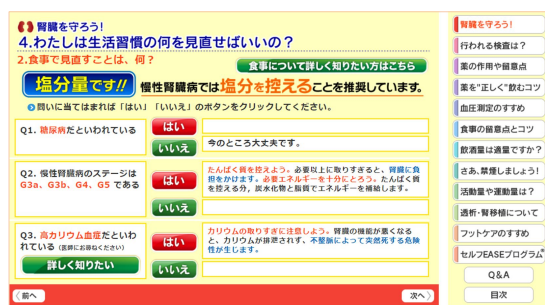 腎臓を守ろう!
4.わたしは生活習慣の何を見直せばいいの?
2.食事で見直すことは、何?
食事について詳しく知りたい方はこちら
塩分量です!! 慢性腎臓病では塩分を控えることを推奨しています。
問いに当てはまれば「はい」「いいえ」のボタンをクリックしてください。
Q1. 糖尿病だといわれている
はい
いいえ
今のところ大丈夫です。
Q2. 慢性腎臓病のステージは
G3a、G3b、G4、G5 である
はい
いいえ
たんぱく質を控えよう。必要以上に取りすぎると、腎臓に負
担をかけます。必要エネルギーを十分にとろう。たんぱく質
を控える分，炭水化物と脂質でエネルギーを補給します。
Q3. 高カリウム血症だといわ
れている (医師にお尋ねください)
詳しく知りたい
はい
いいえ
カリウムの取りすぎに注意しよう。腎臓の機能が悪くなる
と、カリウムが排泄されず、不整脈によって突然死する危険
性が生じます。
前へ
次へ
腎臓を守ろう!
行われる検査は?
薬の作用や留意点
薬を"正しく"飲むコツ
血圧測定のすすめ
食事の留意点とコツ
飲酒量は適量ですか?
さあ、禁煙しましょう!
活動量や運動量は?
透析・腎移植について
フットケアのすすめ
セルフEASEプログラム
Q&A
目次